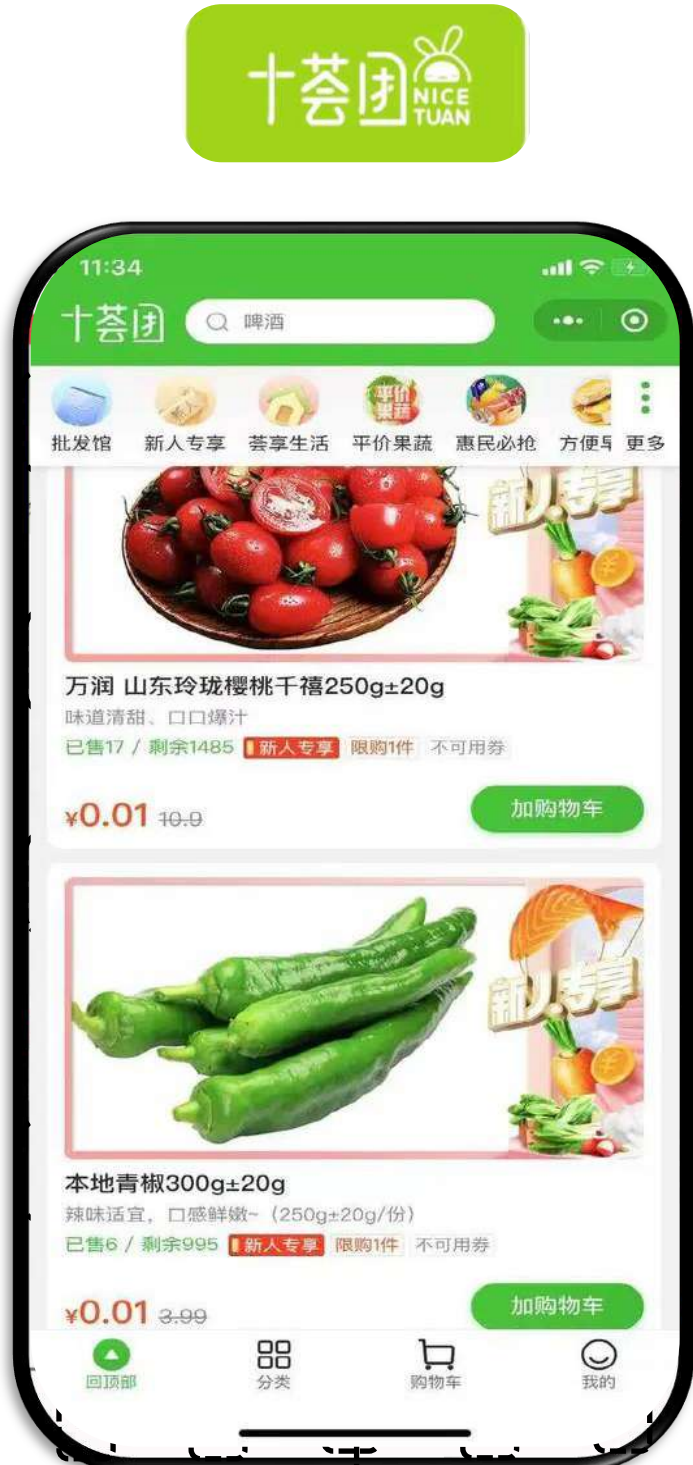 十荟团
NICE
TUAN
11:34
十荟团 啤酒
平价
果蔬
批发馆 新人专享 荟享生活 平价果蔬 惠民必抢 方便早 更多
新人专享
万润 山东玲珑樱桃千禧250g±20g
味道清甜、口口爆汁
已售17 / 剩余1485 新人专享 限购1件 不可用券
¥0.01 10.9 加购物车
新人专享
本地青椒300g±20g
辣味适宜，口感鲜嫩~（250g±20g/份）
已售6 / 剩余995 新人专享 限购1件 不可用券
¥0.01 3.99 加购物车
回顶部 分类 购物车 我的